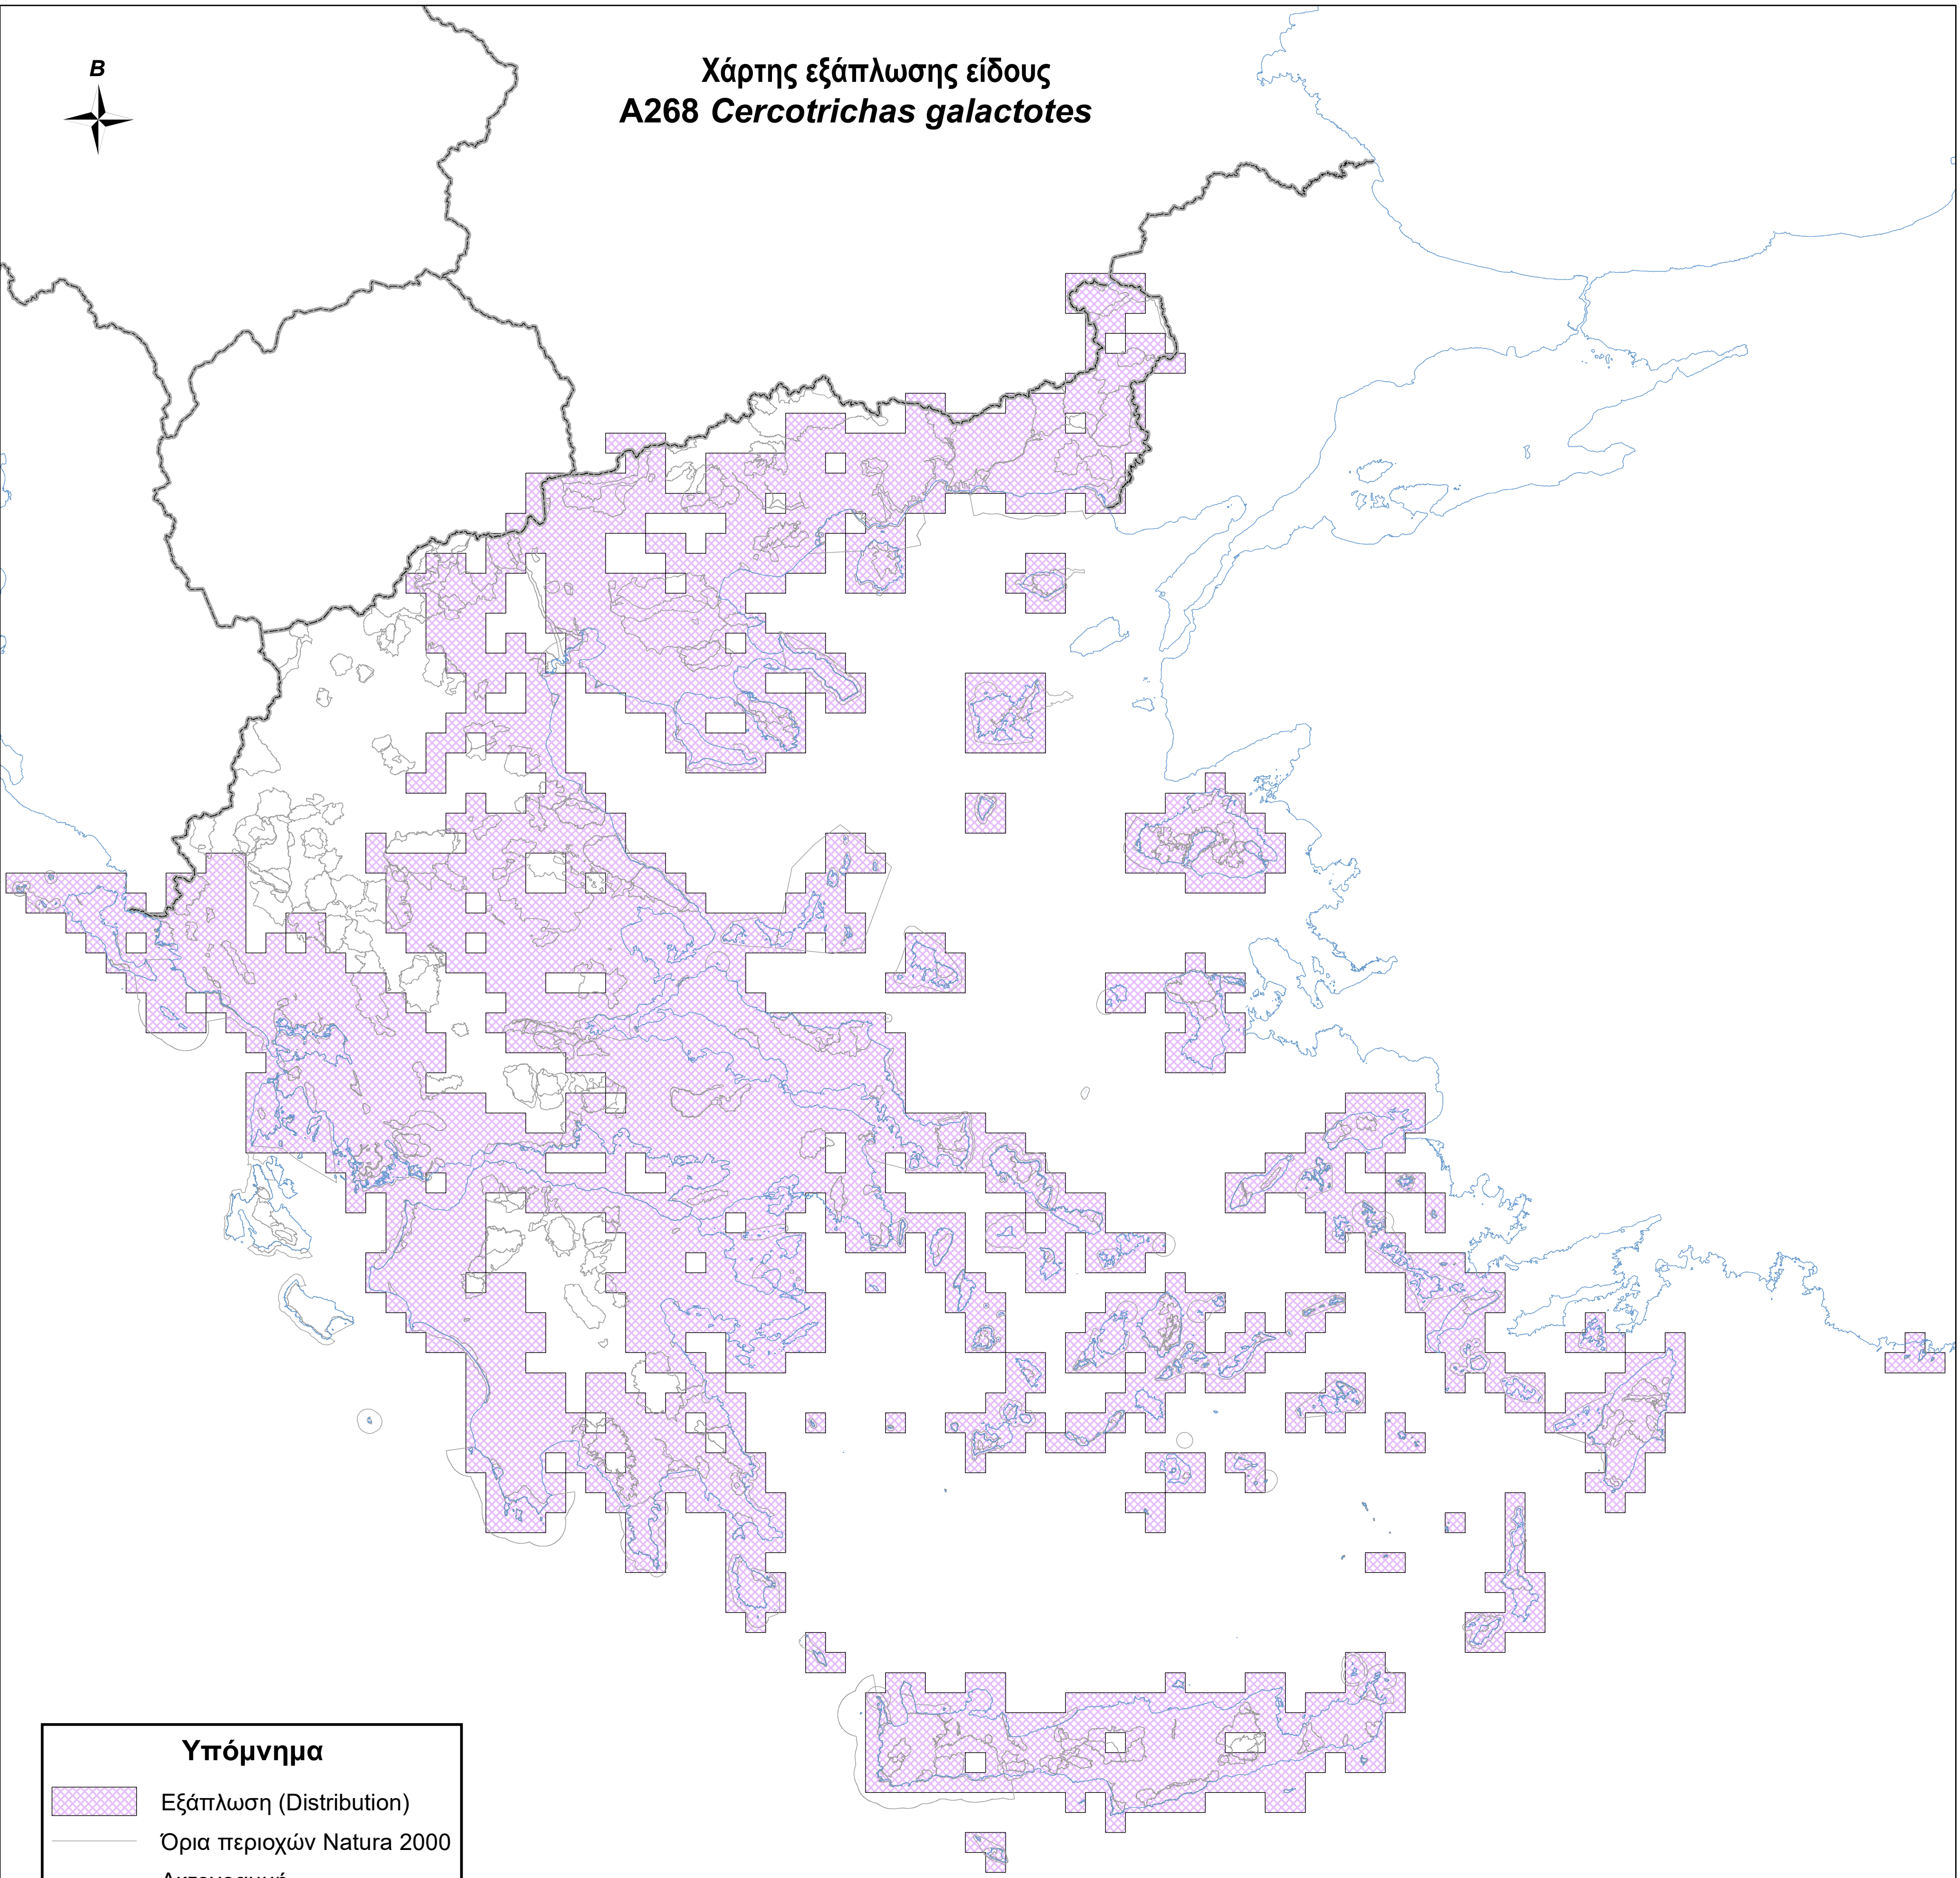 Β
Χάρτης εξάπλωσης είδους
A268 Cercotrichas galactotes
Υπόμνημα
Εξάπλωση (Distribution)
Όρια περιοχών Natura 2000